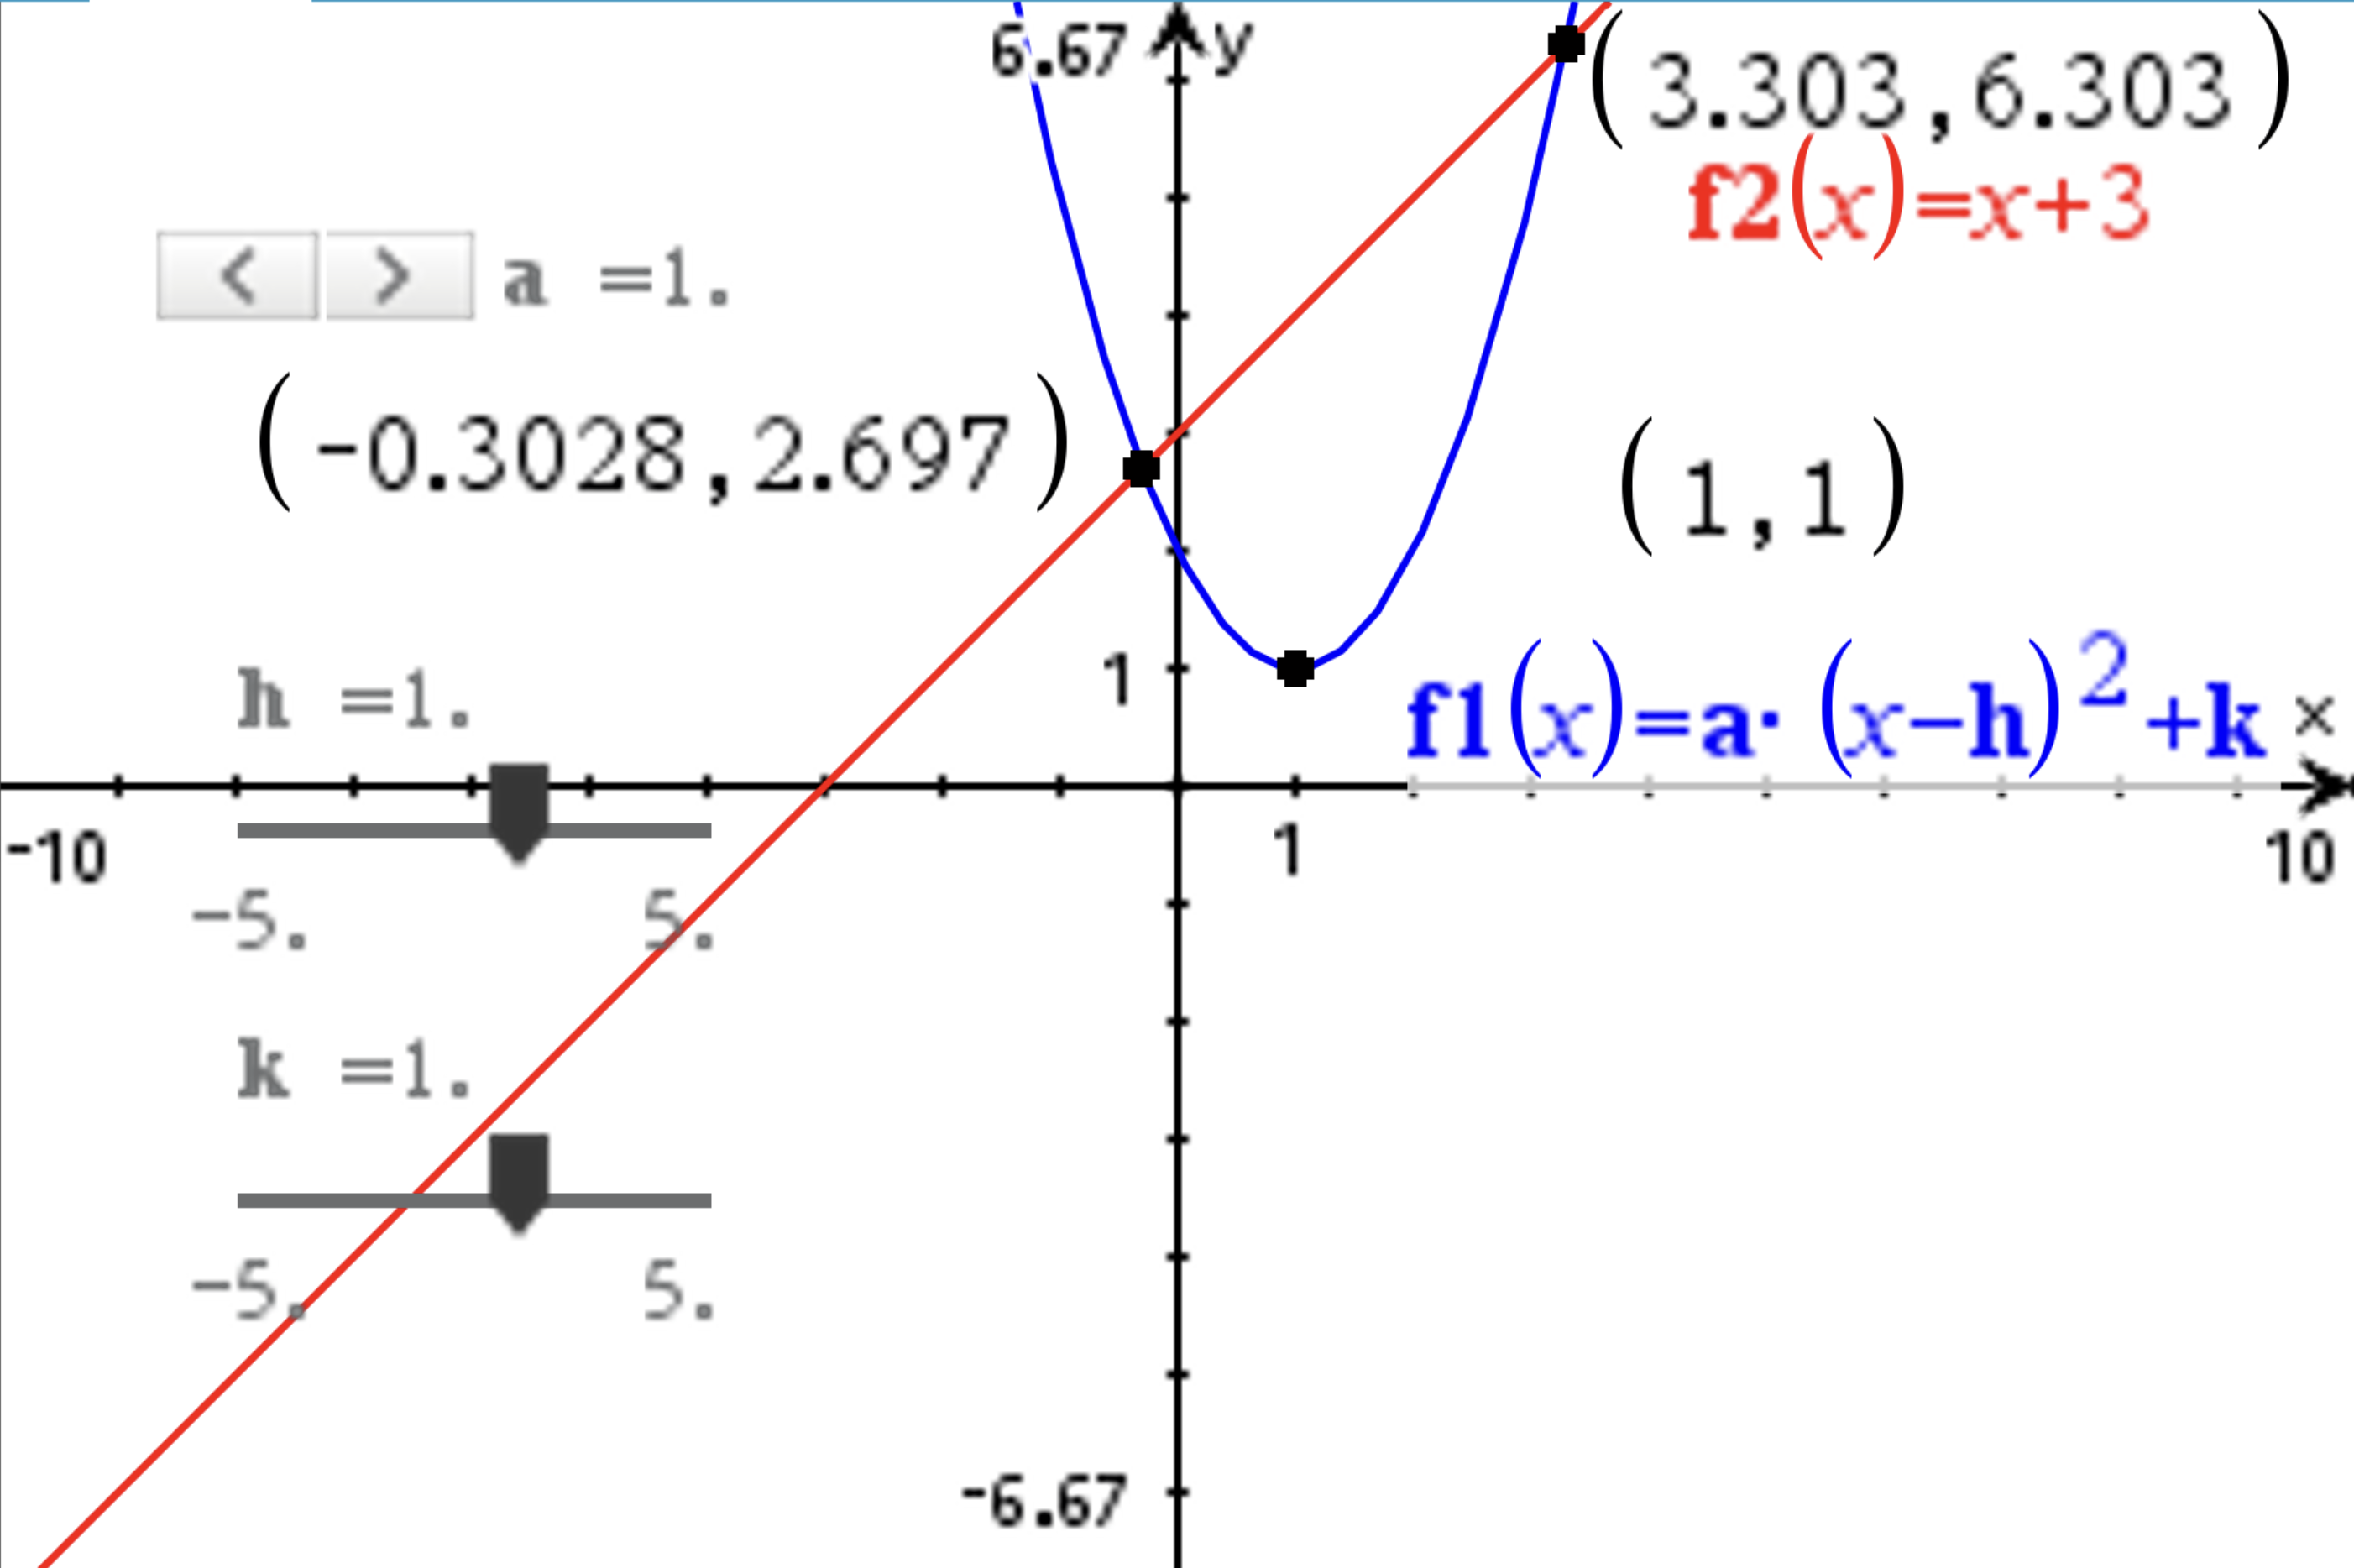 6.67
y
(3.303,6.303)
f2(x)=x+3
< > a =1.
(-0.3028,2.697)
(1,1)
h =1.
1
f1(x)=a·(x-h)²+k
x
-10
1
10
-5.
5.
k =1.
-5.
5.
-6.67